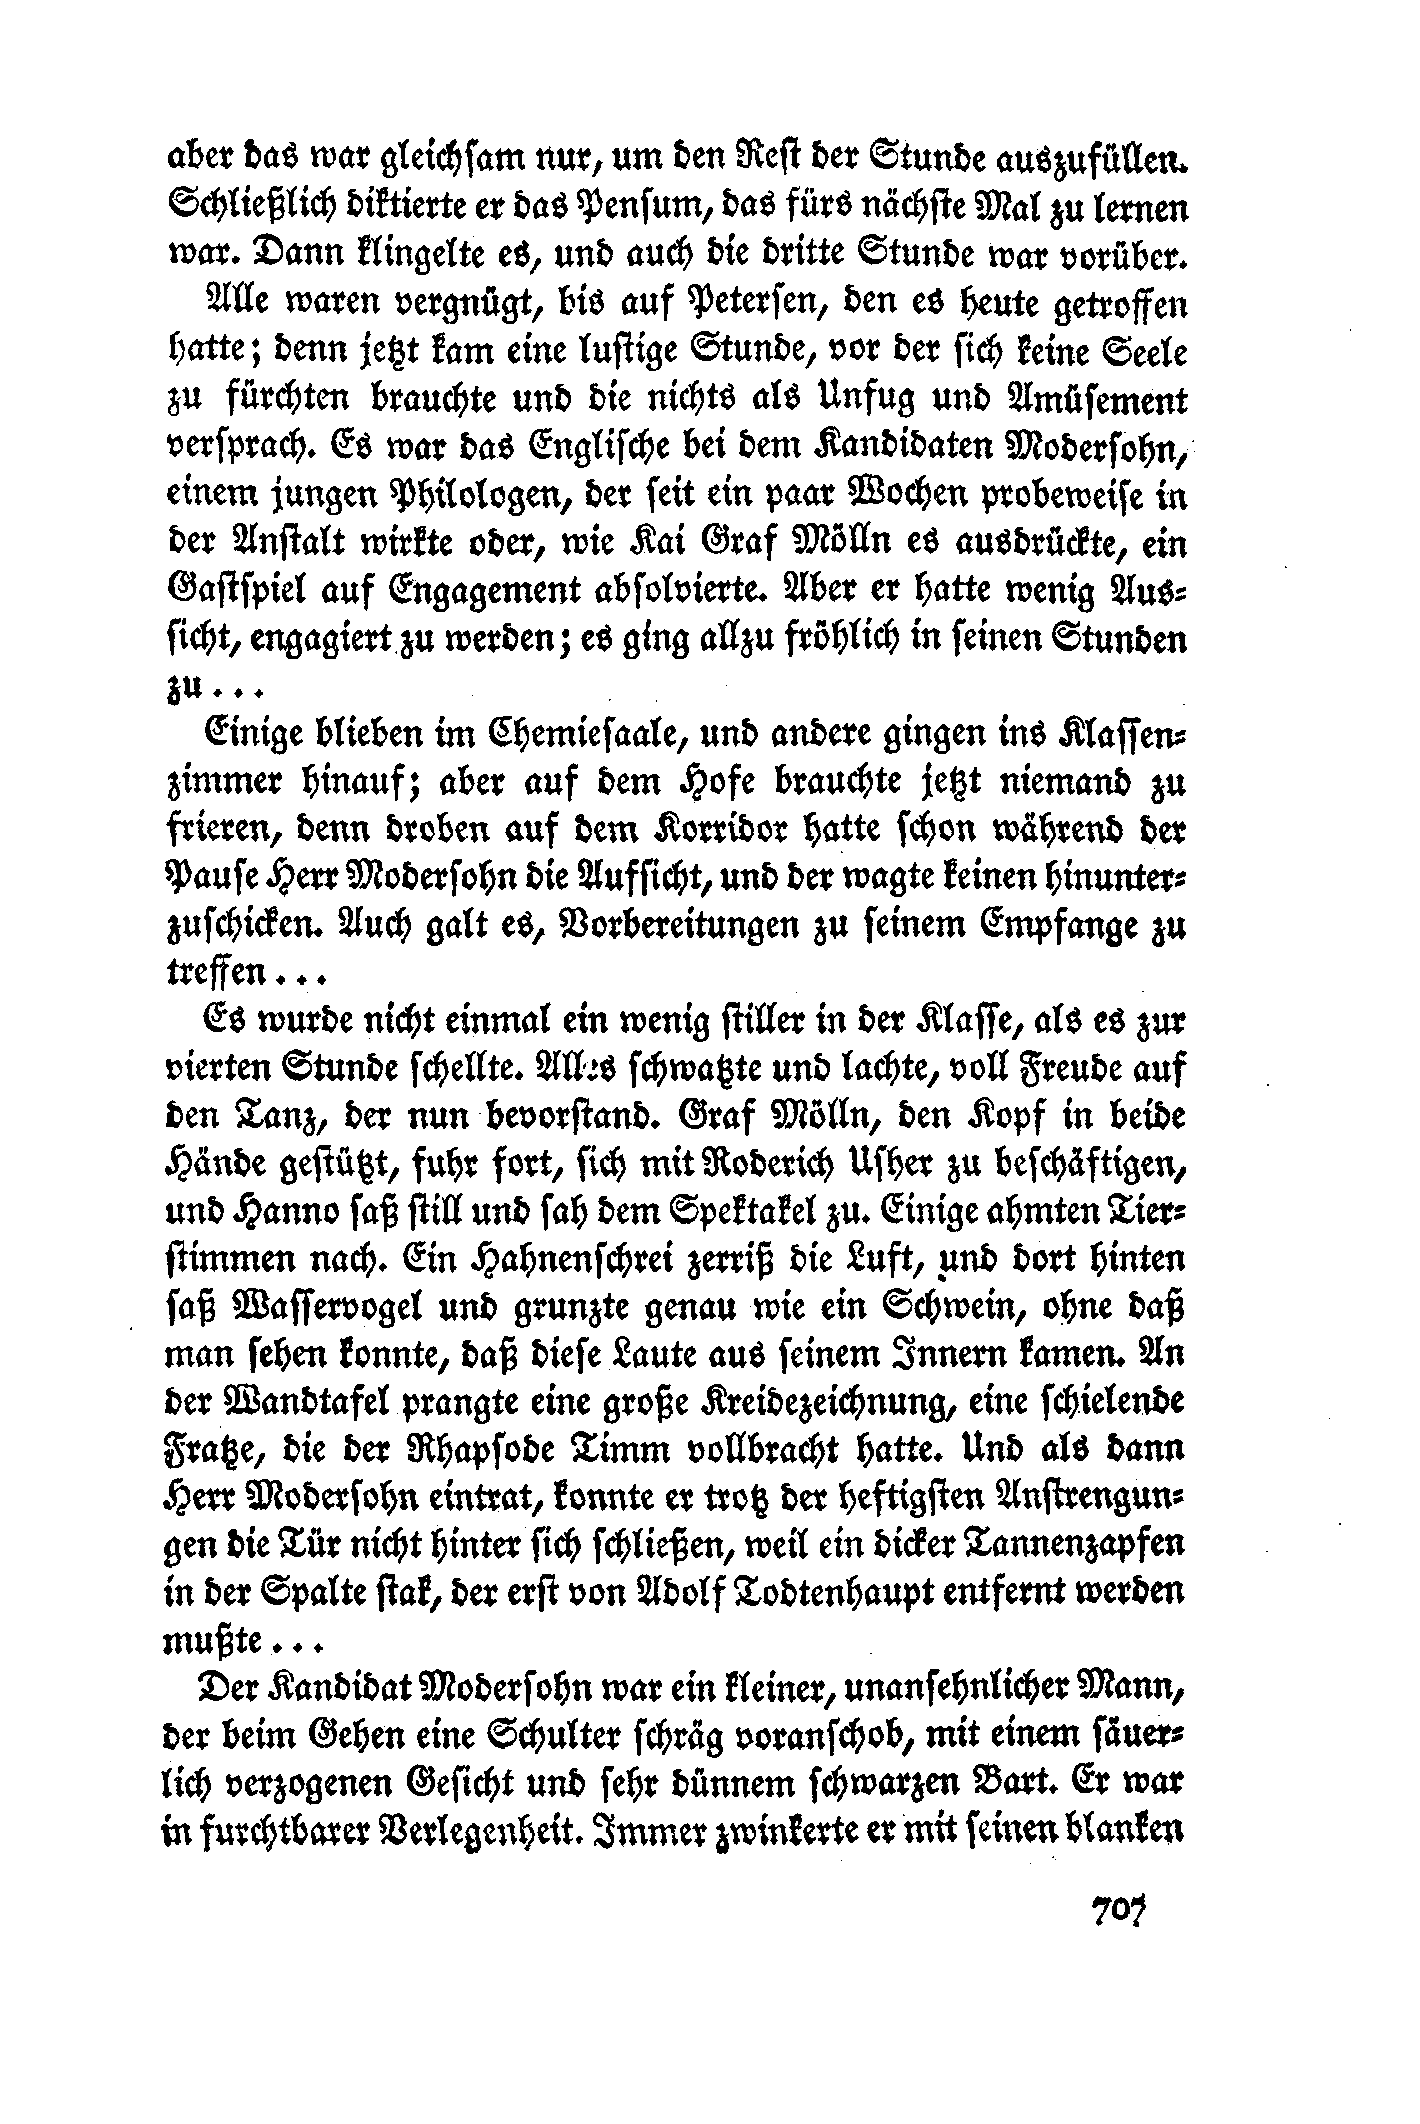 aber das war gleichsam nur, um den Rest der Stunde auszufüllen.
Schließlich diktierte er das Pensum, das fürs nächste Mal zu lernen
war. Dann klingelte es, und auch die dritte Stunde war vorüber.
Alle waren vergnügt, bis auf Petersen, den es heute getroffen
hatte; denn jetzt kam eine lustige Stunde, vor der sich keine Seele
zu fürchten brauchte und die nichts als Unfug und Amüsement
versprach. Es war das Englische bei dem Kandidaten Modersohn,
einem jungen Philologen, der seit ein paar Wochen probeweise in
der Anstalt wirkte oder, wie Kai Graf Mölln es ausdrückte, ein
Gastspiel auf Engagement absolvierte. Aber er hatte wenig Aus-
sicht, engagiert zu werden; es ging allzu fröhlich in seinen Stunden
zu...
Einige blieben im Chemiesaale, und andere gingen ins Klassen-
zimmer hinauf; aber auf dem Hofe brauchte jetzt niemand zu
frieren, denn droben auf dem Korridor hatte schon während der
Pause Herr Modersohn die Aufsicht, und der wagte keinen hinunter-
zuschicken. Auch galt es, Vorbereitungen zu seinem Empfange zu
treffen...
Es wurde nicht einmal ein wenig stiller in der Klasse, als es zur
vierten Stunde schellte. Alles schwatzte und lachte, voll Freude auf
den Tanz, der nun bevorstand. Graf Mölln, den Kopf in beide
Hände gestützt, fuhr fort, sich mit Roderich Usher zu beschäftigen,
und Hanno saß still und sah dem Spektakel zu. Einige ahmten Tier-
stimmen nach. Ein Hahnenschrei zerriß die Luft, und dort hinten
saß Wasservogel und grunzte genau wie ein Schwein, ohne daß
man sehen konnte, daß diese Laute aus seinem Innern kamen. An
der Wandtafel prangte eine große Kreidezeichnung, eine schielende
Fratze, die der Rhapsode Timm vollbracht hatte. Und als dann
Herr Modersohn eintrat, konnte er trotz der heftigsten Anstrengun-
gen die Tür nicht hinter sich schließen, weil ein dicker Tannenzapfen
in der Spalte stak, der erst von Adolf Todtenhaupt entfernt werden
mußte...
Der Kandidat Modersohn war ein kleiner, unansehnlicher Mann,
der beim Gehen eine Schulter schräg voranschob, mit einem säuer-
lich verzogenen Gesicht und sehr dünnem schwarzen Bart. Er war
in furchtbarer Verlegenheit. Immer zwinkerte er mit seinen blanken
707